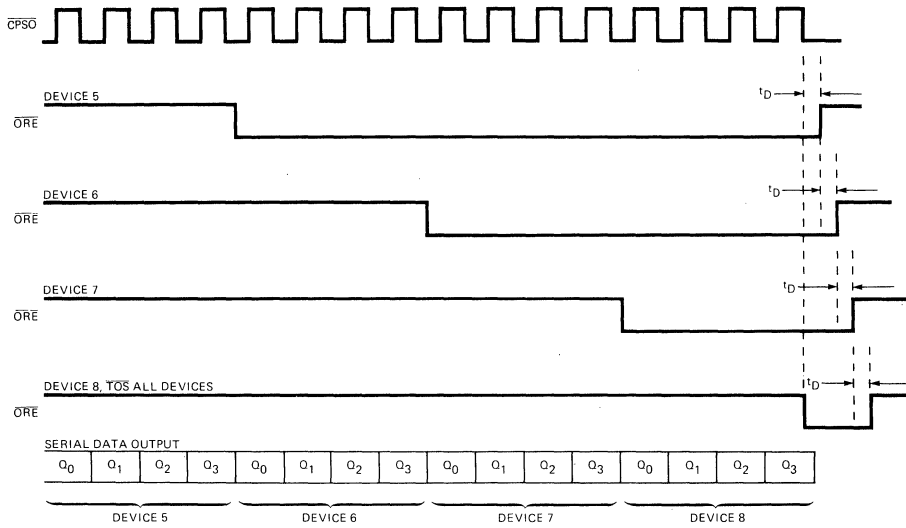 CPSO
DEVICE 5
tD
ORE
DEVICE 6
tD
ORE
DEVICE 7
tD
ORE
DEVICE 8, TOS ALL DEVICES
tD
ORE
SERIAL DATA OUTPUT
Q0 Q1 Q2 Q3 Q0 Q1 Q2 Q3 Q0 Q1 Q2 Q3 Q0 Q1 Q2 Q3
DEVICE 5 DEVICE 6 DEVICE 7 DEVICE 8